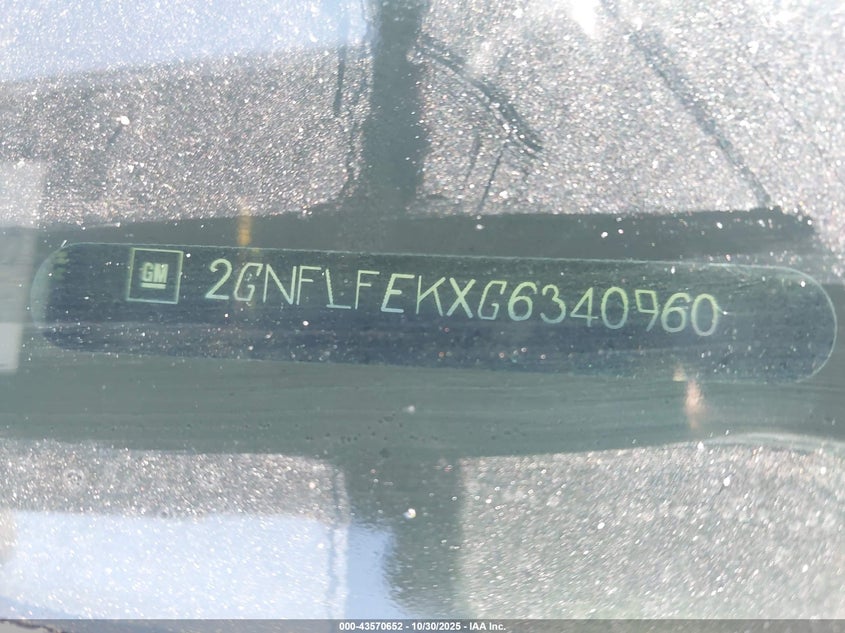 GM 2GNFLFEKXG6340960
000-43570652 - 10/30/2025 - IAA Inc.